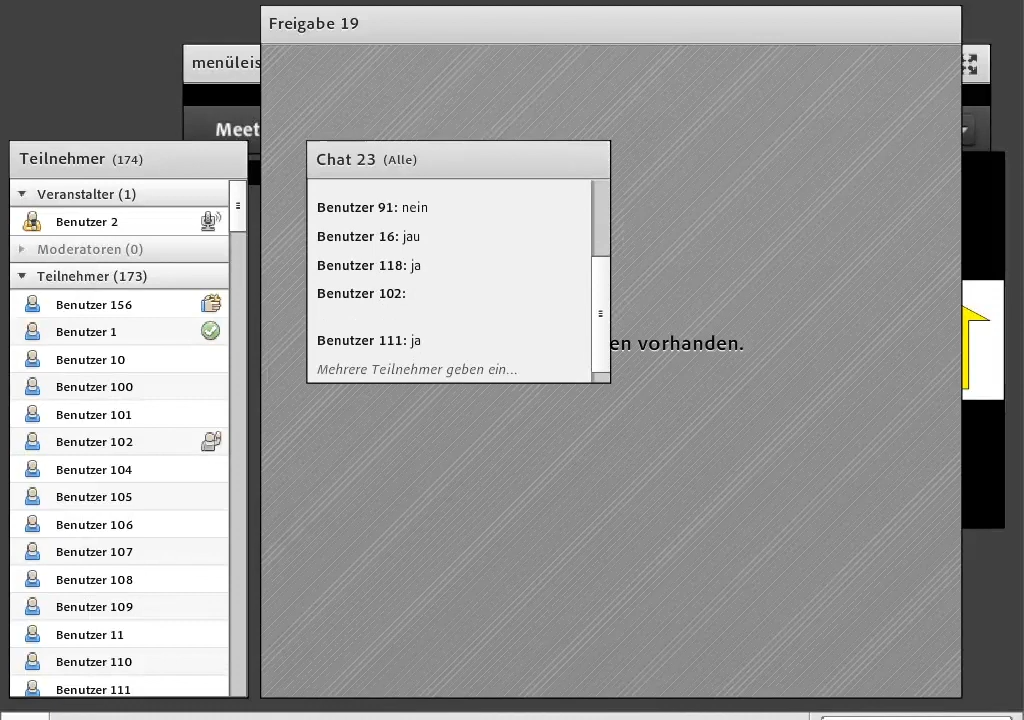 Freigabe 19
Meet
Teilnehmer (174)
Veranstalter (1)
Benutzer 2
Moderatoren (0)
Teilnehmer (173)
Benutzer 156
Benutzer 1
Benutzer 10
Benutzer 100
Benutzer 101
Benutzer 102
Benutzer 104
Benutzer 105
Benutzer 106
Benutzer 107
Benutzer 108
Benutzer 109
Benutzer 11
Benutzer 110
Benutzer 111
Chat 23 (Alle)
Benutzer 91: nein
Benutzer 16: jau
Benutzer 118: ja
Benutzer 102:
Benutzer 111: ja
Mehrere Teilnehmer geben ein...
en vorhanden.